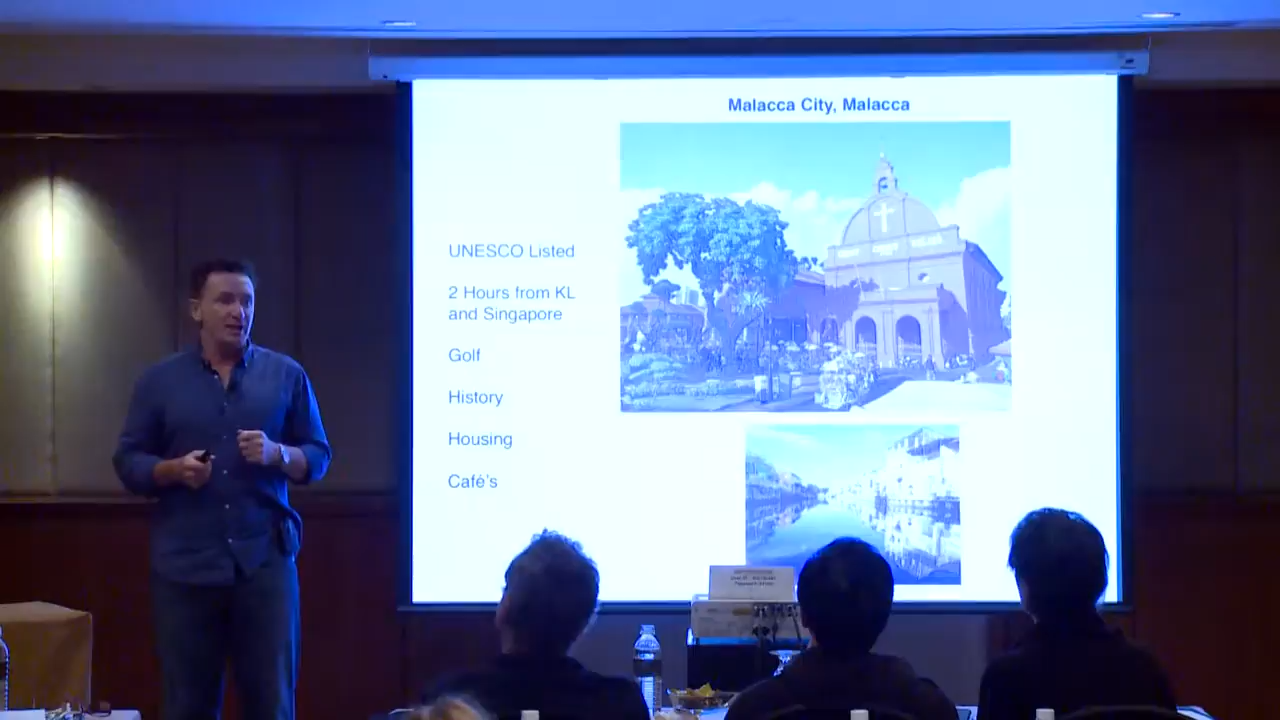 Malacca City, Malacca
UNESCO Listed
2 Hours from KL
and Singapore
Golf
History
Housing
Café's